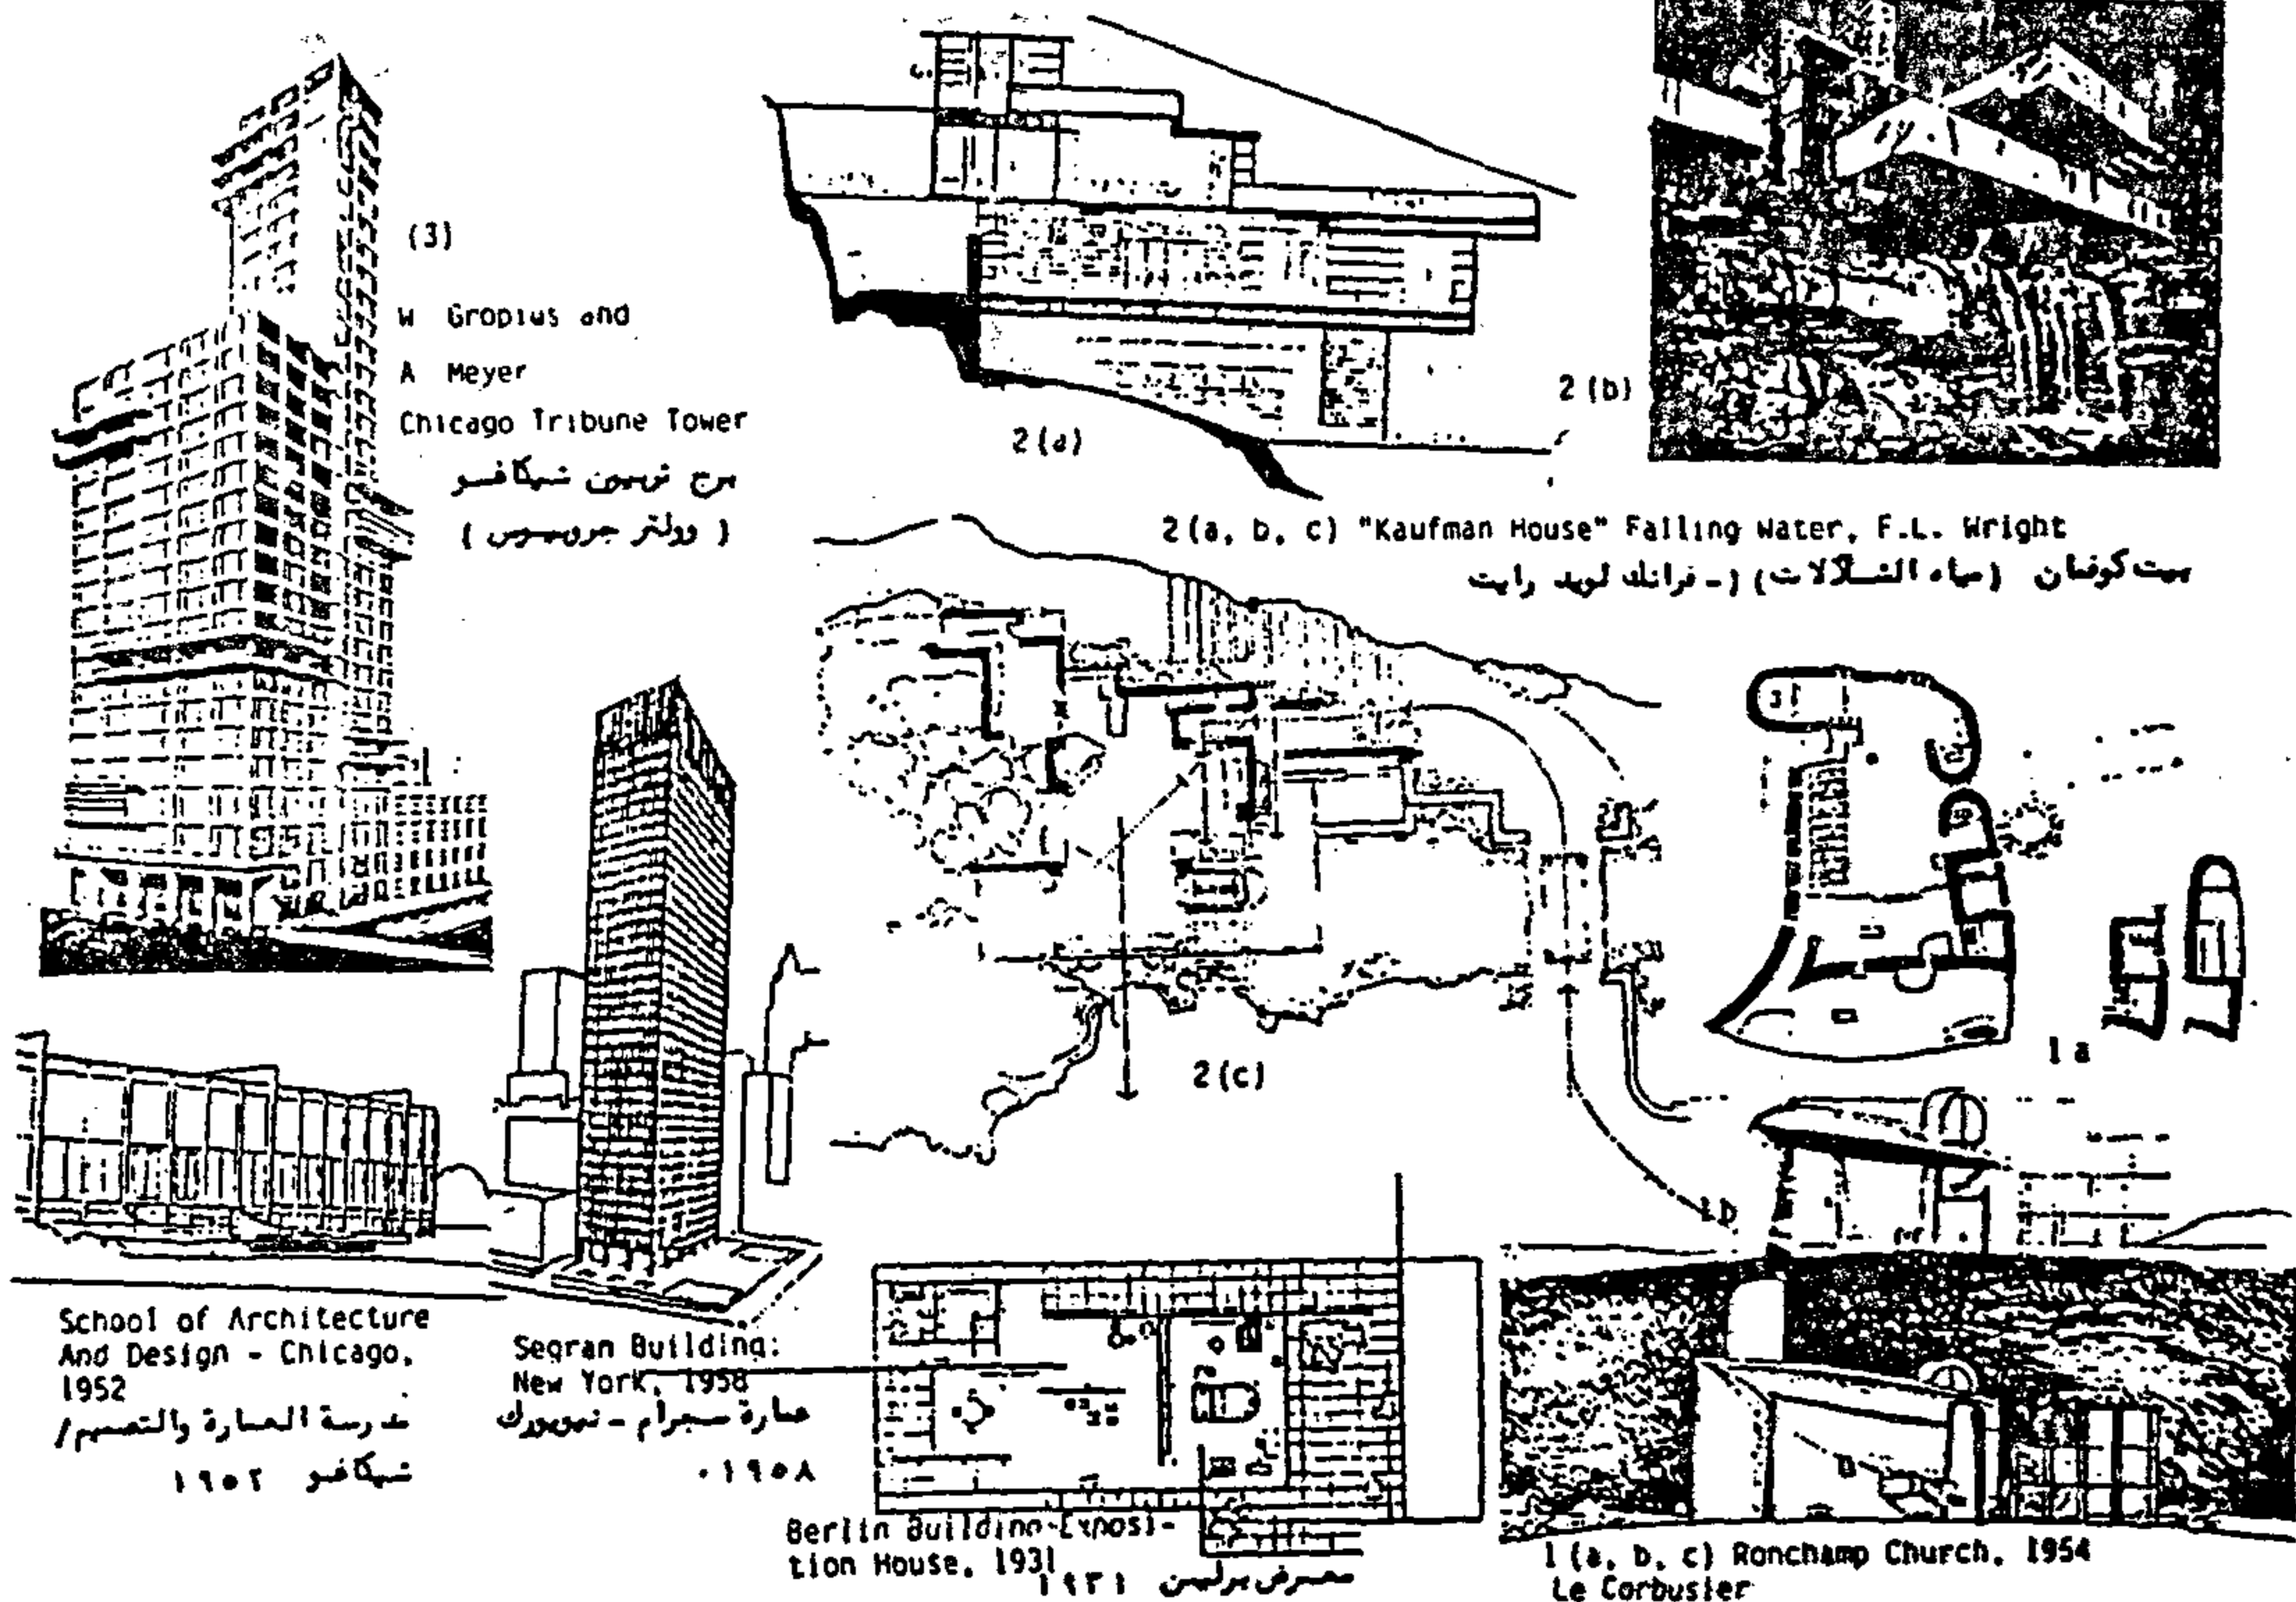 (3)
W Gropius and
A Meyer
Chicago Tribune Tower
برج تريبون شيكاغو
( وولتر جروبيوس )
2(a)
2(b)
2(a, b, c) "Kaufman House" Falling Water, F.L. Wright
بيت كوفمان (مياه الشلالات) (- فرانك لويد رايت
2(c)
1a
1b
School of Architecture
And Design - Chicago,
1952
مدرسة العمارة والتصميم/
شيكاغو ١٩٥٢
Segran Building:
New York, 1958
عمارة سيجرام - نيويورك
١٩٥٨.
Berlin Building-Exposi-
tion House, 1931
معرض برلين ١٩٣١
1(a, b, c) Ronchamp Church, 1954
Le Corbusier